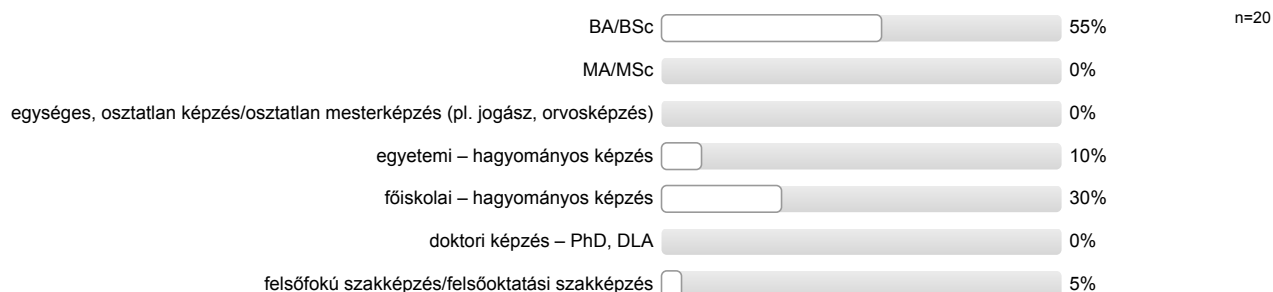 BA/BSc 55% n=20
MA/MSc 0%
egységes, osztatlan képzés/osztatlan mesterképzés (pl. jogász, orvosképzés) 0%
egyetemi – hagyományos képzés 10%
főiskolai – hagyományos képzés 30%
doktori képzés – PhD, DLA 0%
felsőfokú szakképzés/felsőoktatási szakképzés 5%